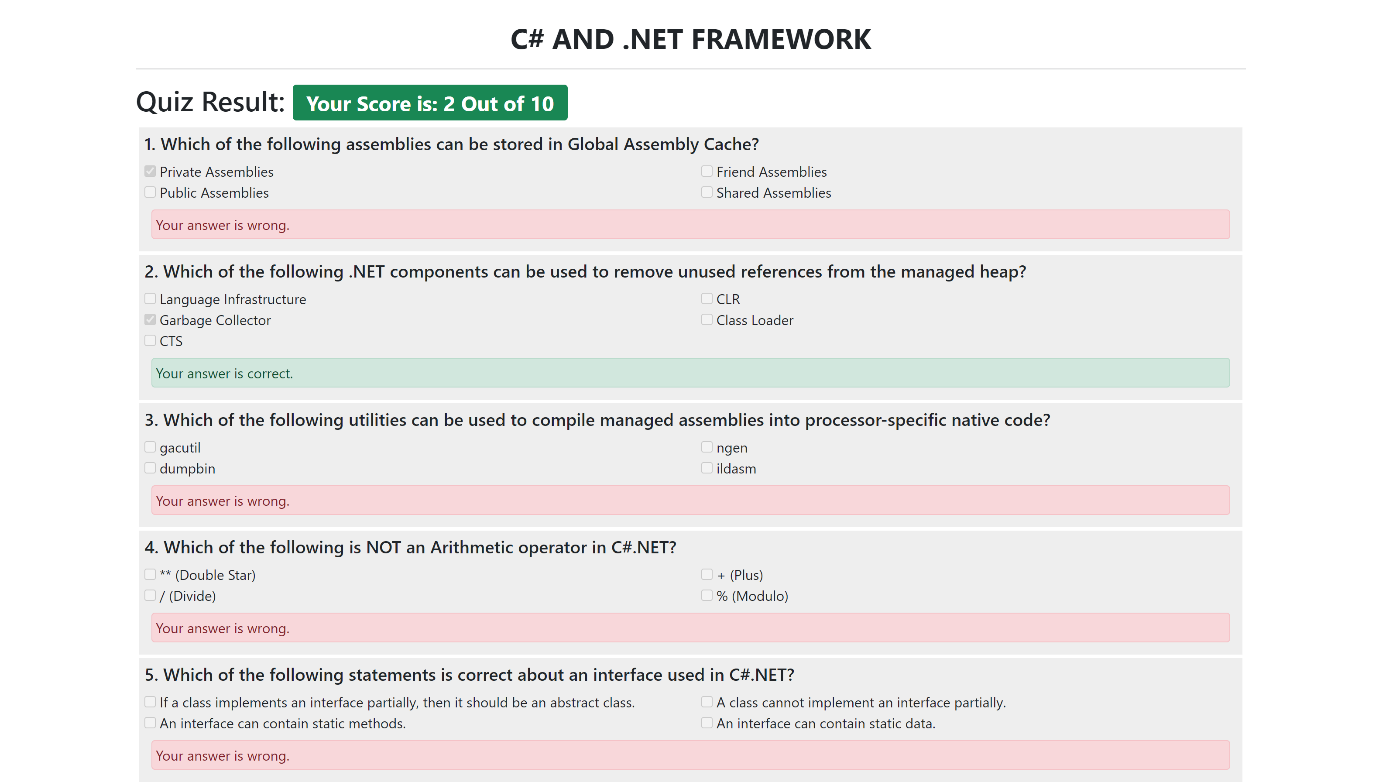 C# AND .NET FRAMEWORK
Quiz Result: Your Score is: 2 Out of 10
1. Which of the following assemblies can be stored in Global Assembly Cache?
Private Assemblies
Friend Assemblies
Public Assemblies
Shared Assemblies
Your answer is wrong.
2. Which of the following .NET components can be used to remove unused references from the managed heap?
Language Infrastructure
CLR
Garbage Collector
Class Loader
CTS
Your answer is correct.
3. Which of the following utilities can be used to compile managed assemblies into processor-specific native code?
gacutil
ngen
dumpbin
ildasm
Your answer is wrong.
4. Which of the following is NOT an Arithmetic operator in C#.NET?
** (Double Star)
+ (Plus)
/ (Divide)
% (Modulo)
Your answer is wrong.
5. Which of the following statements is correct about an interface used in C#.NET?
If a class implements an interface partially, then it should be an abstract class.
A class cannot implement an interface partially.
An interface can contain static methods.
An interface can contain static data.
Your answer is wrong.